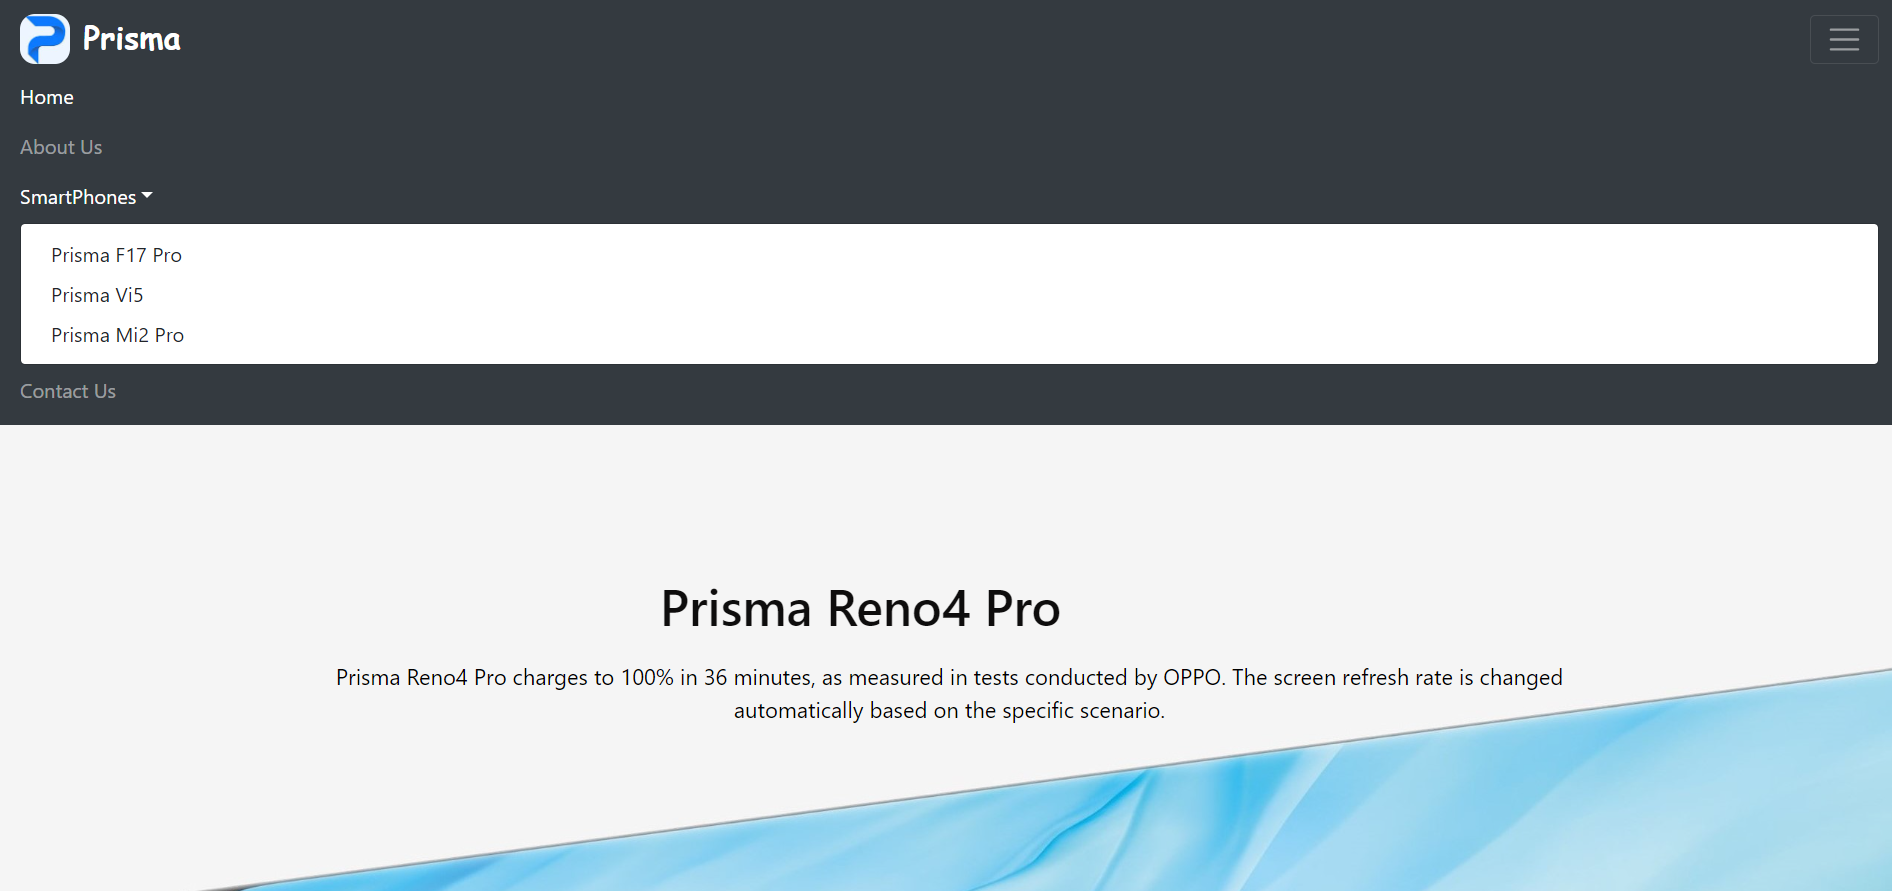 Prisma
Home
About Us
SmartPhones
Prisma F17 Pro
Prisma Vi5
Prisma Mi2 Pro
Contact Us
Prisma Reno4 Pro
Prisma Reno4 Pro charges to 100% in 36 minutes, as measured in tests conducted by OPPO. The screen refresh rate is changed
automatically based on the specific scenario.